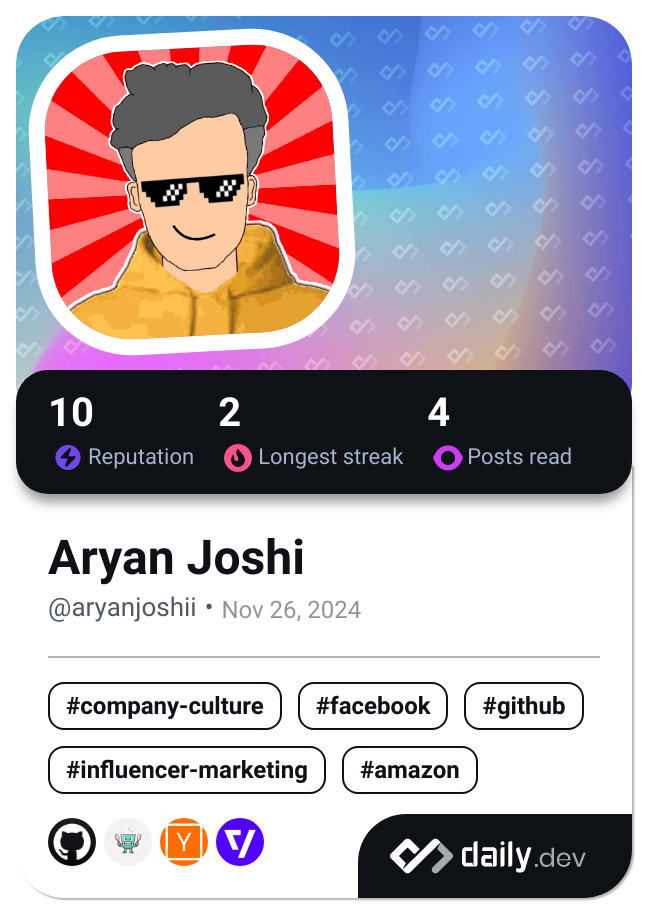 10 2 4
Reputation Longest streak Posts read
Aryan Joshi
@aryanjoshii • Nov 26, 2024
#company-culture #facebook #github
#influencer-marketing #amazon
Y
daily.dev